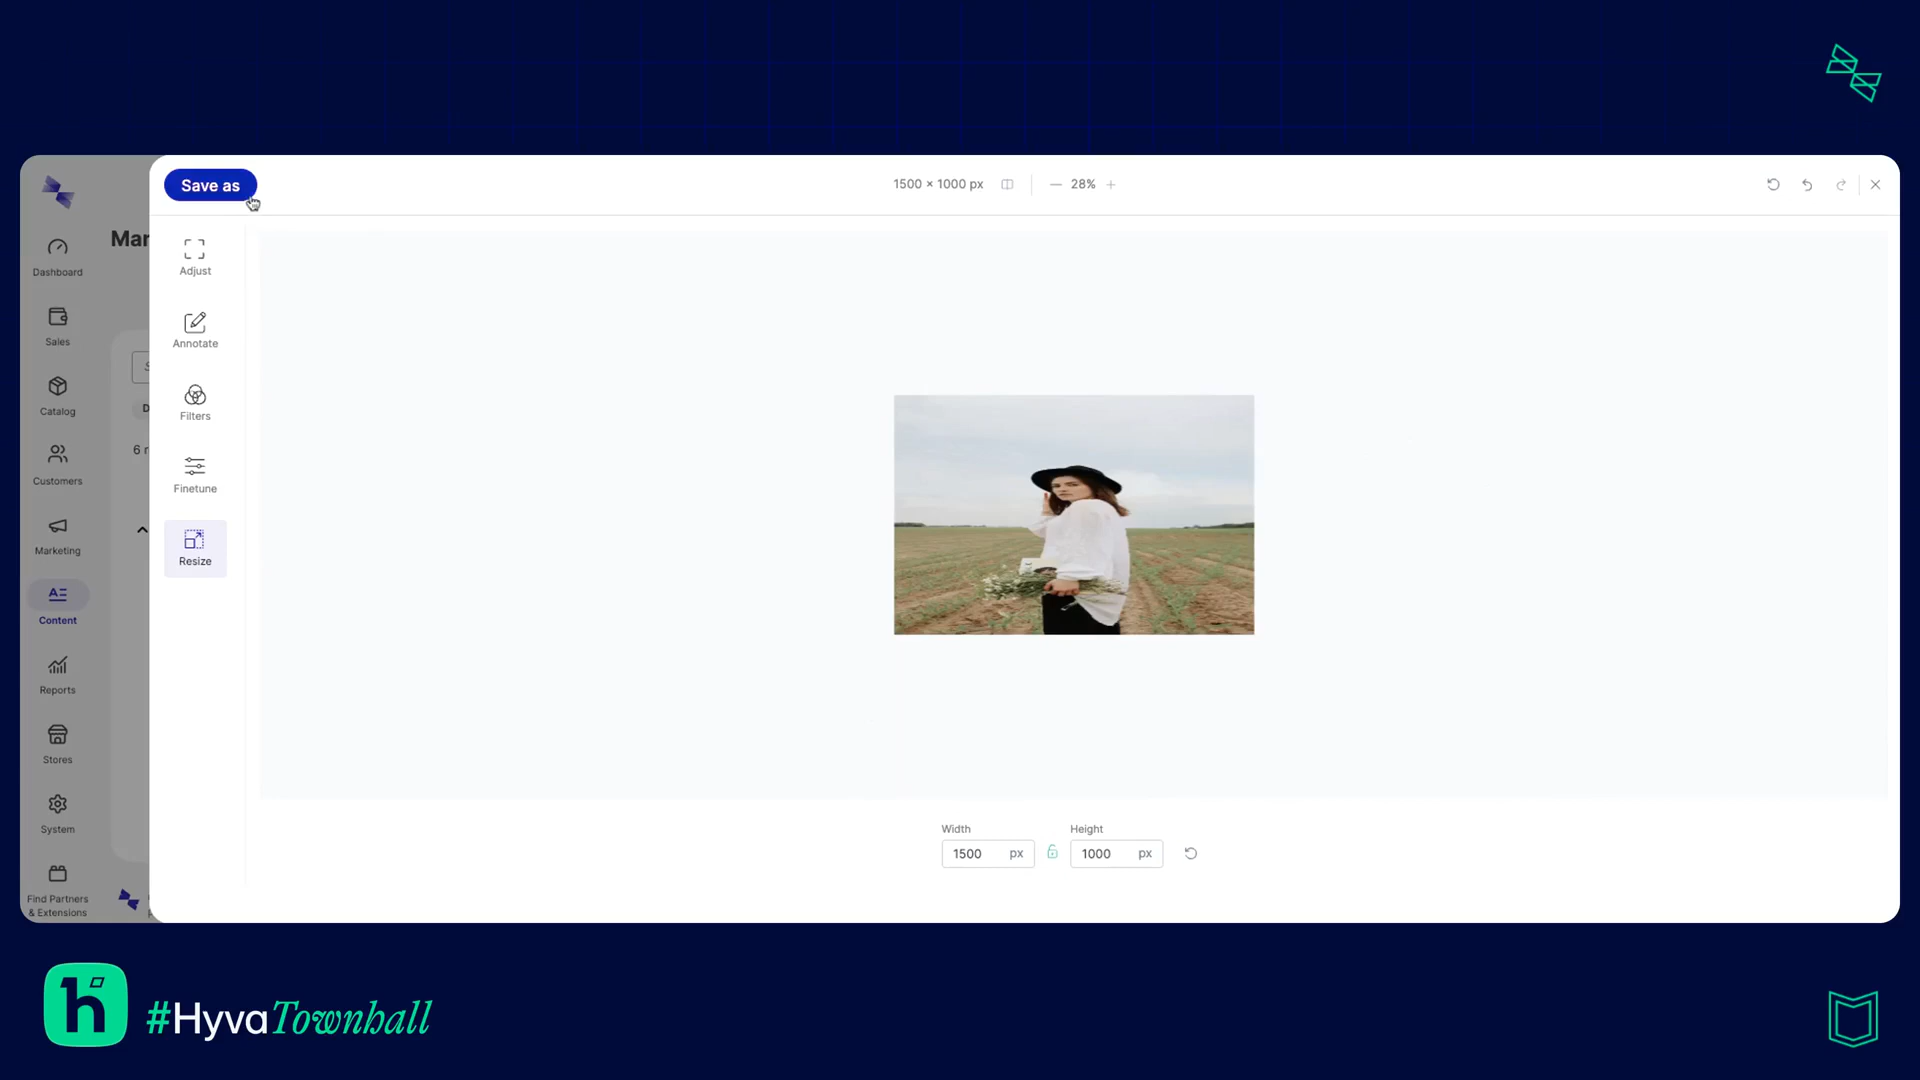 Save as
1500 × 1000 px
28%
Mar
Dashboard
Adjust
Sales
Annotate
Catalog
Filters
6 r
Customers
Finetune
Marketing
Resize
Content
Reports
Stores
System
Width
Height
1500 px
1000 px
Find Partners
& Extensions
#HyvaTownhall